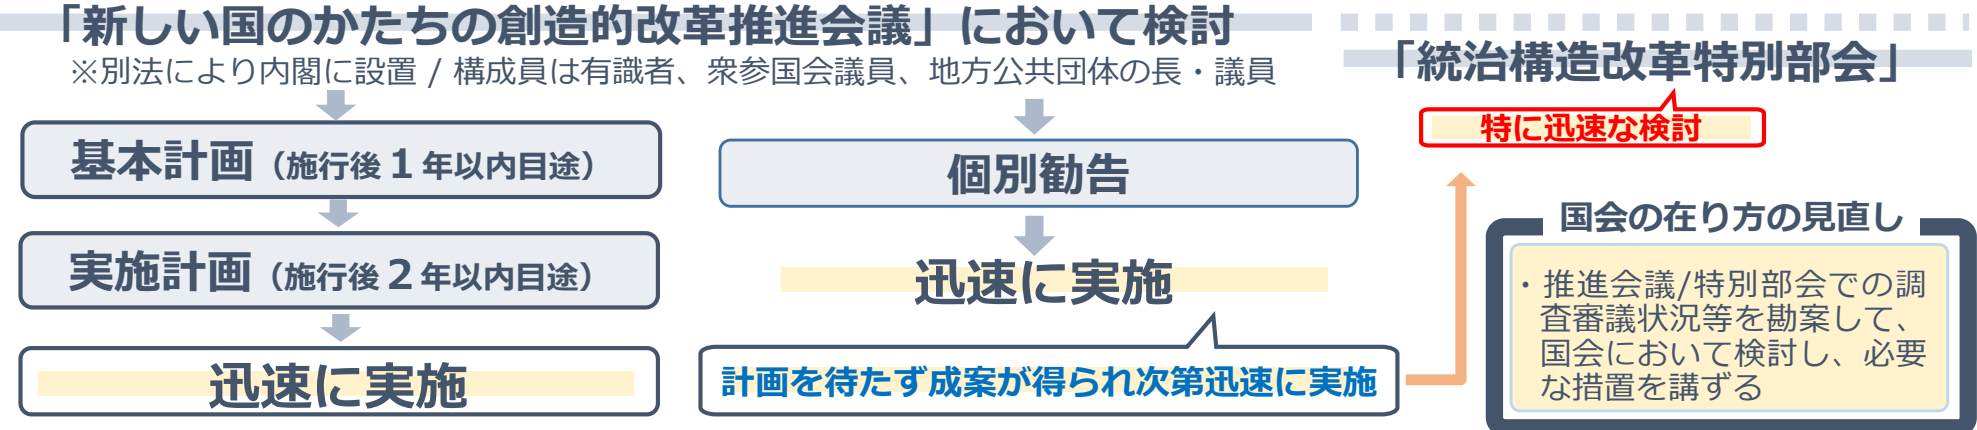 「新しい国のかたちの創造的改革推進会議」において検討
※別法により内閣に設置 / 構成員は有識者、衆参国会議員、地方公共団体の長・議員
基本計画（施行後１年以内目途）
実施計画（施行後２年以内目途）
迅速に実施
個別勧告
迅速に実施
計画を待たず成案が得られ次第迅速に実施
「統治構造改革特別部会」
特に迅速な検討
国会の在り方の見直し
・推進会議/特別部会での調
査審議状況等を勘案して、
国会において検討し、必要
な措置を講ずる